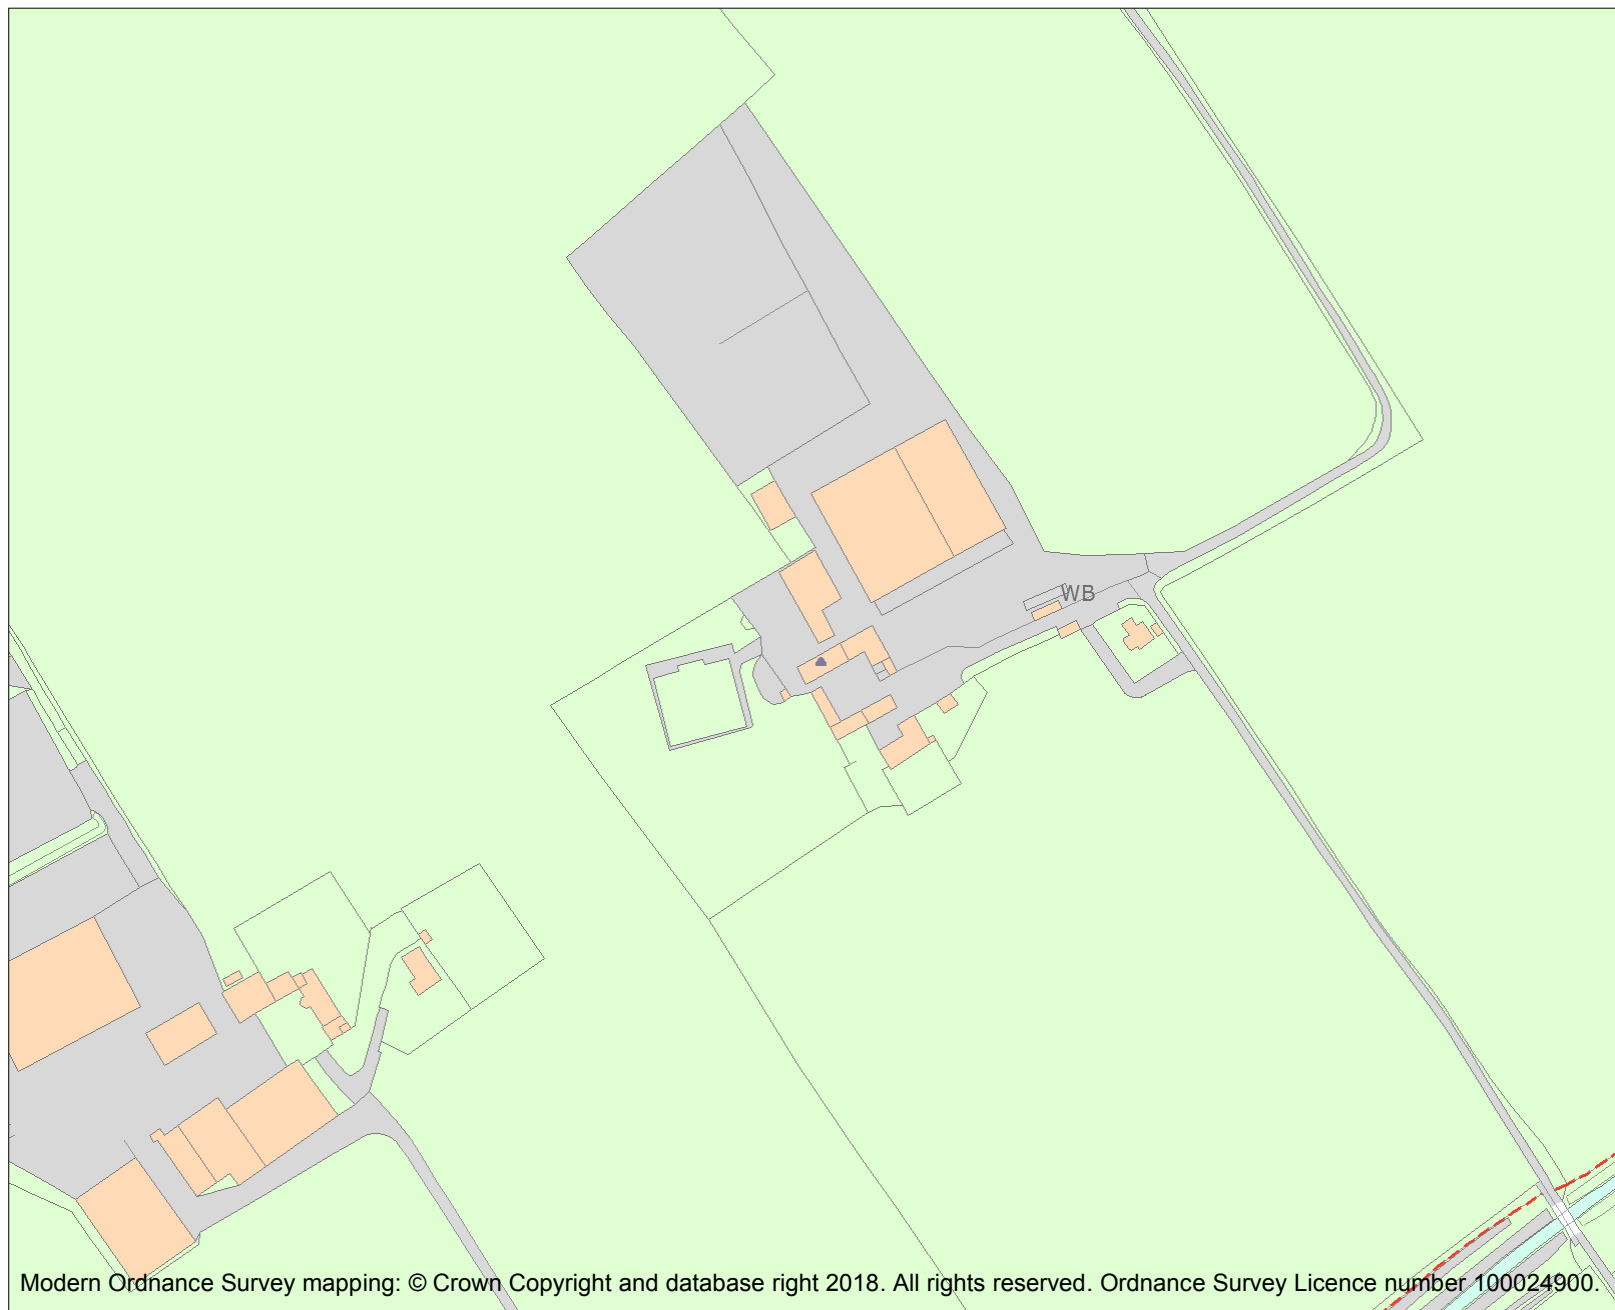 WB
Modern Ordnance Survey mapping: © Crown Copyright and database right 2018. All rights reserved. Ordnance Survey Licence number 100024900.